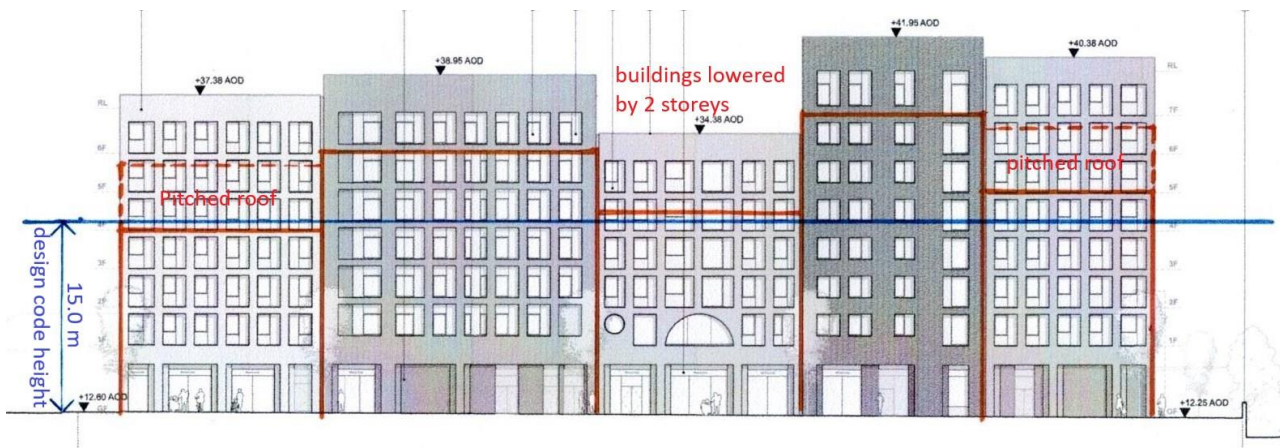 +41.95 AOD
+40.38 AOD
+38.95 AOD
+37.38 AOD
buildings lowered
by 2 storeys
+34.38 AOD
RL
RL
7F
6F
6F
5F
5F
Pitched roof
pitched roof
design code height
15.0 m
3F
3F
2F
2F
1F
1F
+12.60 AOD
GF
GF
+12.25 AOD